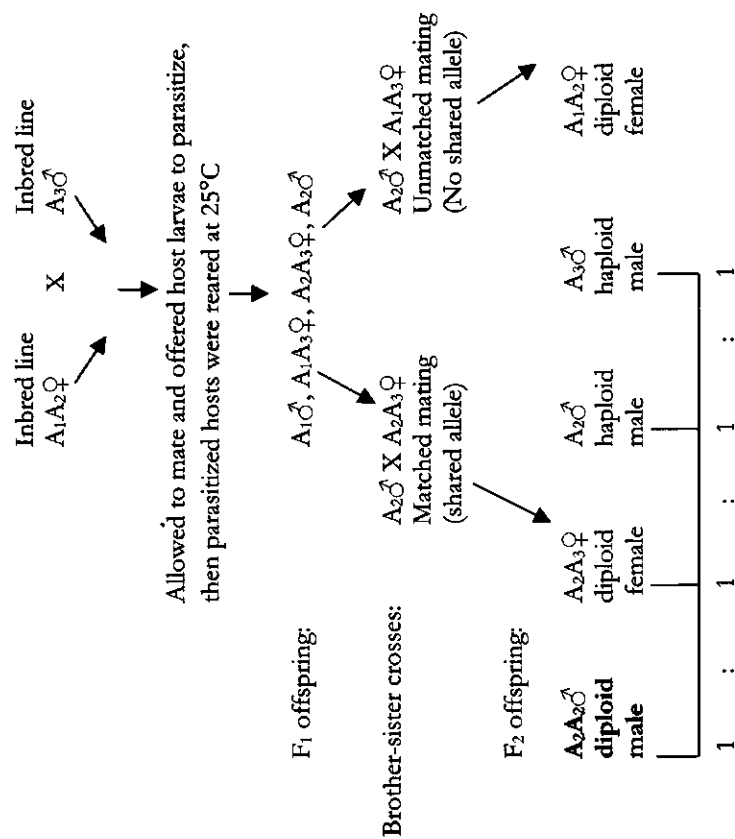 Inbred line Inbred line
A₁A₂♀ X A₃♂
Allowed to mate and offered host larvae to parasitize,
then parasitized hosts were reared at 25°C
F₁ offspring: A₁♂, A₁A₃♀, A₂A₃♀, A₂♂
Brother-sister crosses: A₂♂ X A₂A₃♀ A₂♂ X A₁A₃♀
Matched mating Unmatched mating
(shared allele) (No shared allele)
F₂ offspring:
A₂A₂♂ A₂A₃♀ A₂♂ A₃♂ A₁A₂♀
diploid diploid haploid haploid diploid
male female male male female
1 : 1 : 1 : 1